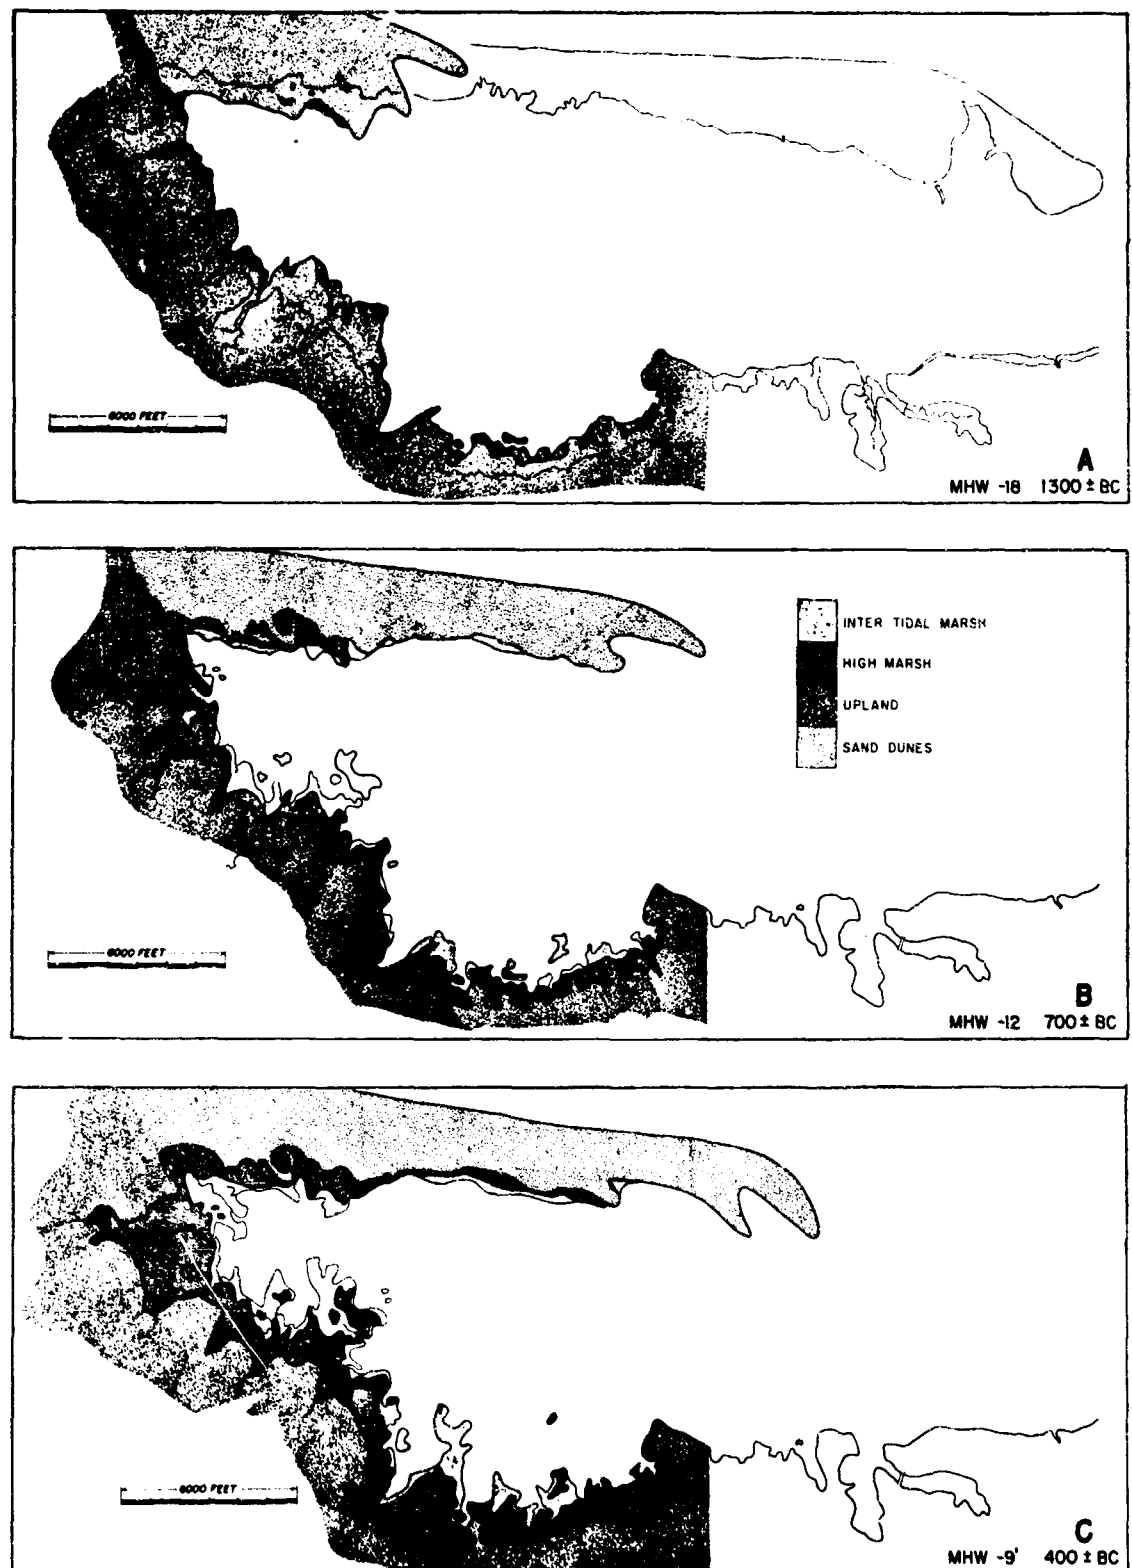 6000 FEET
A
MHW -18 1300 ± BC
INTER TIDAL MARSH
HIGH MARSH
UPLAND
SAND DUNES
6000 FEET
B
MHW -12 700 ± BC
6000 FEET
C
MHW -9' 400 ± BC